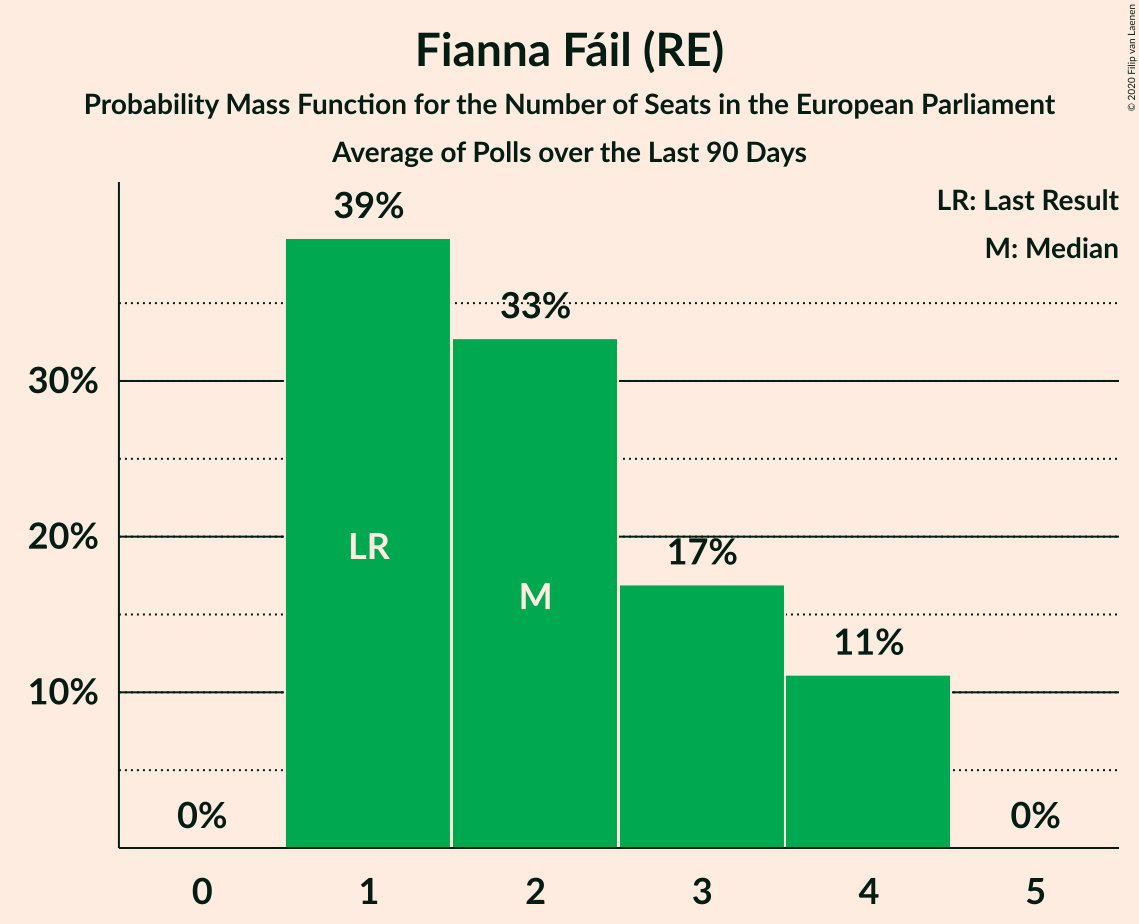 Fianna Fáil (RE)
Probability Mass Function for the Number of Seats in the European Parliament
Average of Polls over the Last 90 Days
© 2020 Filip van Laenen
LR: Last Result
M: Median
39%
33%
30%
LR
20%
17%
M
11%
10%
0%
0%
0 1 2 3 4 5